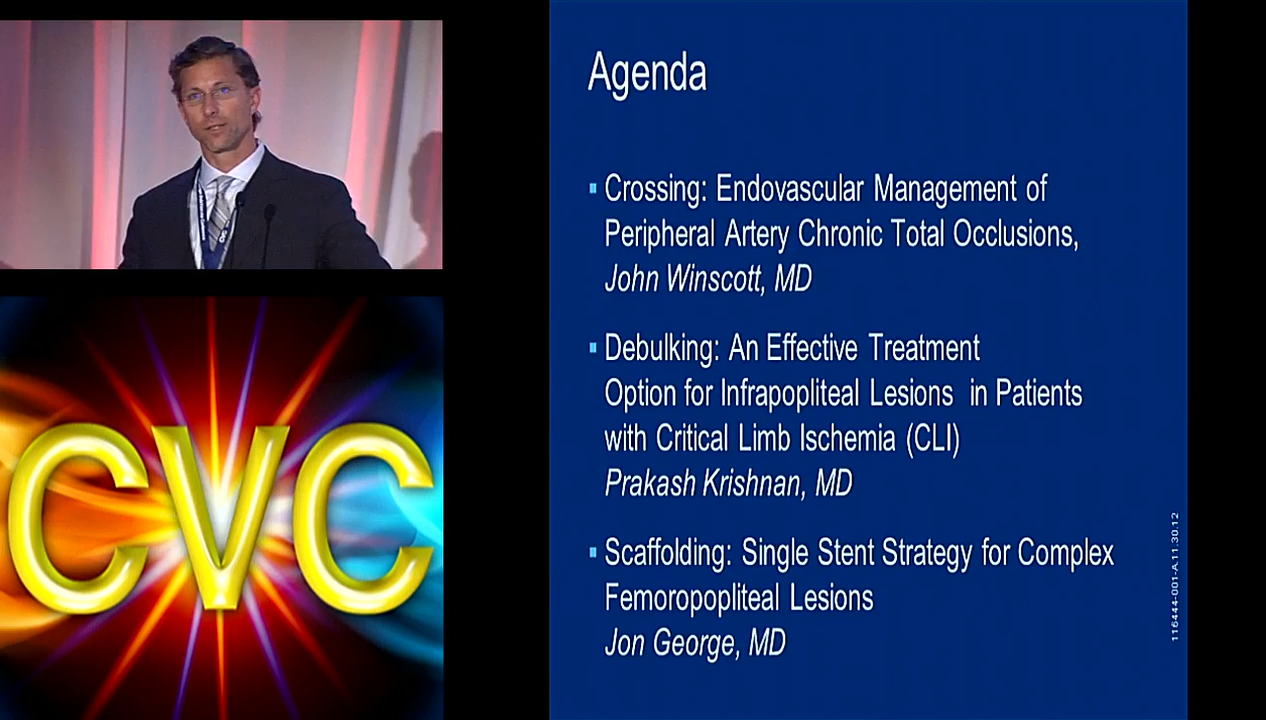 CVC
Agenda
Crossing: Endovascular Management of
Peripheral Artery Chronic Total Occlusions,
John Winscott, MD
Debulking: An Effective Treatment
Option for Infrapopliteal Lesions in Patients
with Critical Limb Ischemia (CLI)
Prakash Krishnan, MD
Scaffolding: Single Stent Strategy for Complex
Femoropopliteal Lesions
Jon George, MD
116444-001-A.11.30.12